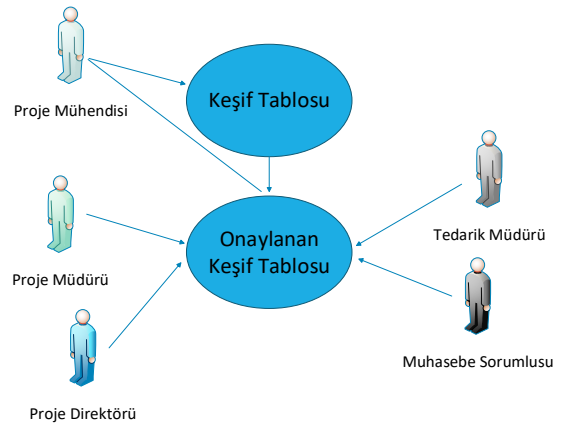 Proje Mühendisi
Keşif Tablosu
Proje Müdürü
Onaylanan
Keşif Tablosu
Tedarik Müdürü
Muhasebe Sorumlusu
Proje Direktörü